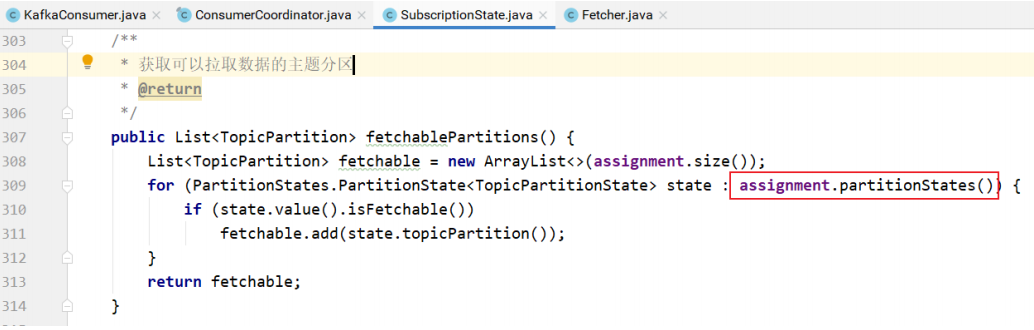 KafkaConsumer.java × ConsumerCoordinator.java × SubscriptionState.java × Fetcher.java ×
303 /**
304 * 获取可以拉取数据的主题分区
305 * @return
306 */
307 public List<TopicPartition> fetchablePartitions() {
308 List<TopicPartition> fetchable = new ArrayList<>(assignment.size());
309 for (PartitionStates.PartitionState<TopicPartitionState> state : assignment.partitionStates()) {
310 if (state.value().isFetchable())
311 fetchable.add(state.topicPartition());
312 }
313 return fetchable;
314 }